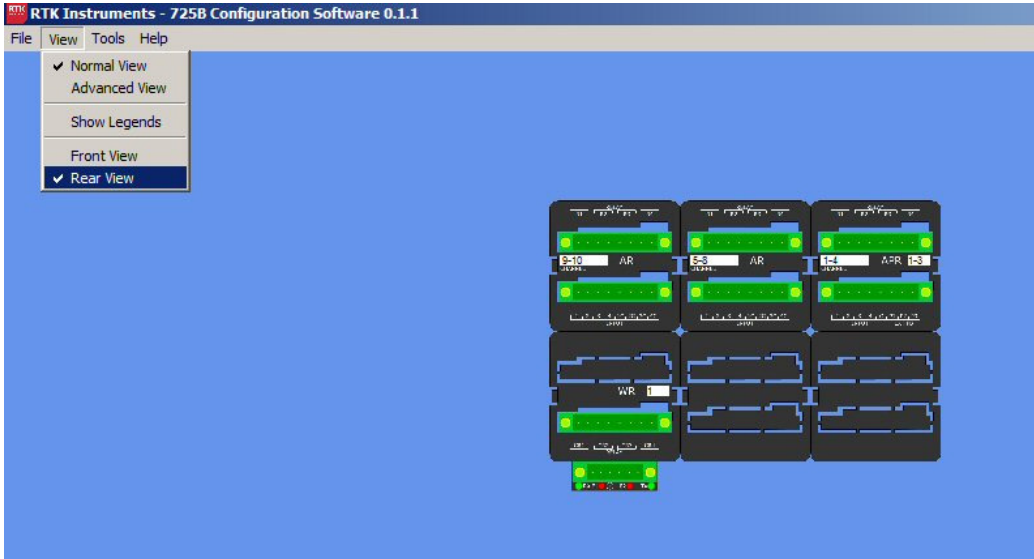 RTK RTK Instruments - 725B Configuration Software 0.1.1
File View Tools Help
✔ Normal View
Advanced View
Show Legends
Front View
✔ Rear View
9-10 AR 5-8 AR 1-4 APR 1-3
WR 1